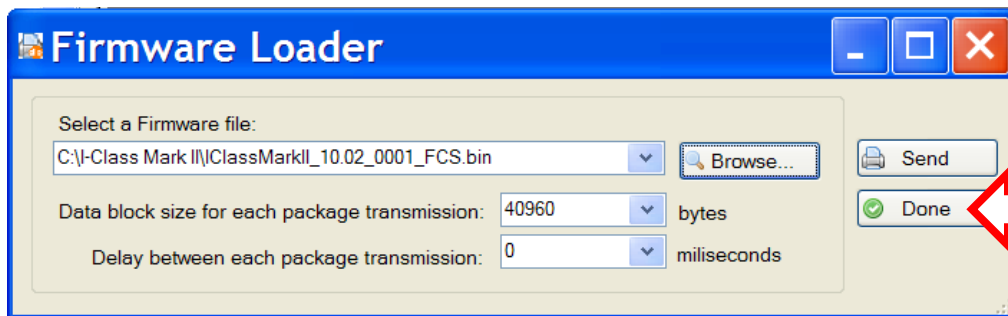 Firmware Loader
Select a Firmware file:
C:\I-Class Mark II\IClassMarkII_10.02_0001_FCS.bin
Browse...
Send
Data block size for each package transmission: 40960 bytes
Done
Delay between each package transmission: 0 miliseconds